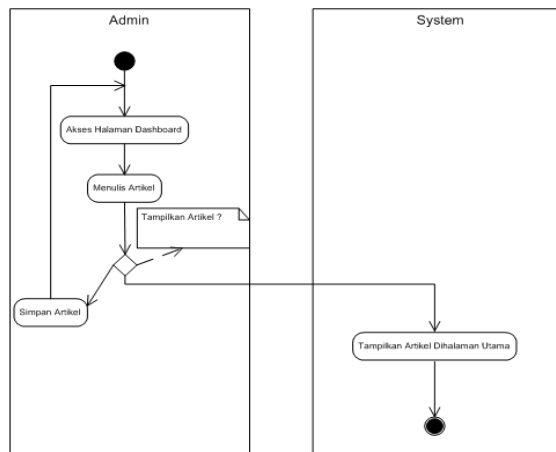 Admin
System
Akses Halaman Dashboard
Menulis Artikel
Tampilkan Artikel ?
Simpan Artikel
Tampilkan Artikel Dihalaman Utama